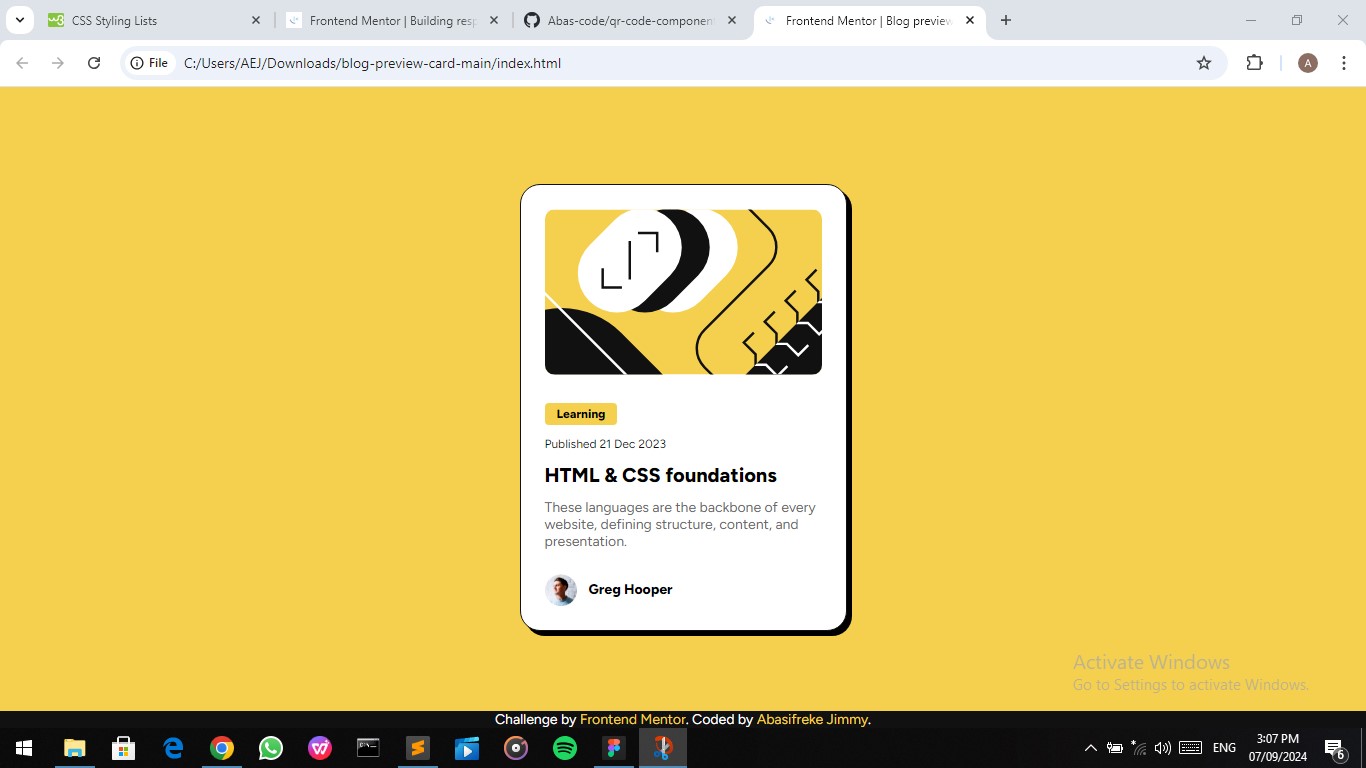 CSS Styling Lists
Frontend Mentor | Building resp
Abas-code/qr-code-component
Frontend Mentor | Blog preview
File
C:/Users/AEJ/Downloads/blog-preview-card-main/index.html
A
Learning
Published 21 Dec 2023
HTML & CSS foundations
These languages are the backbone of every
website, defining structure, content, and
presentation.
Greg Hooper
Activate Windows
Go to Settings to activate Windows.
Challenge by Frontend Mentor. Coded by Abasifreke Jimmy.
ENG
3:07 PM
07/09/2024
6